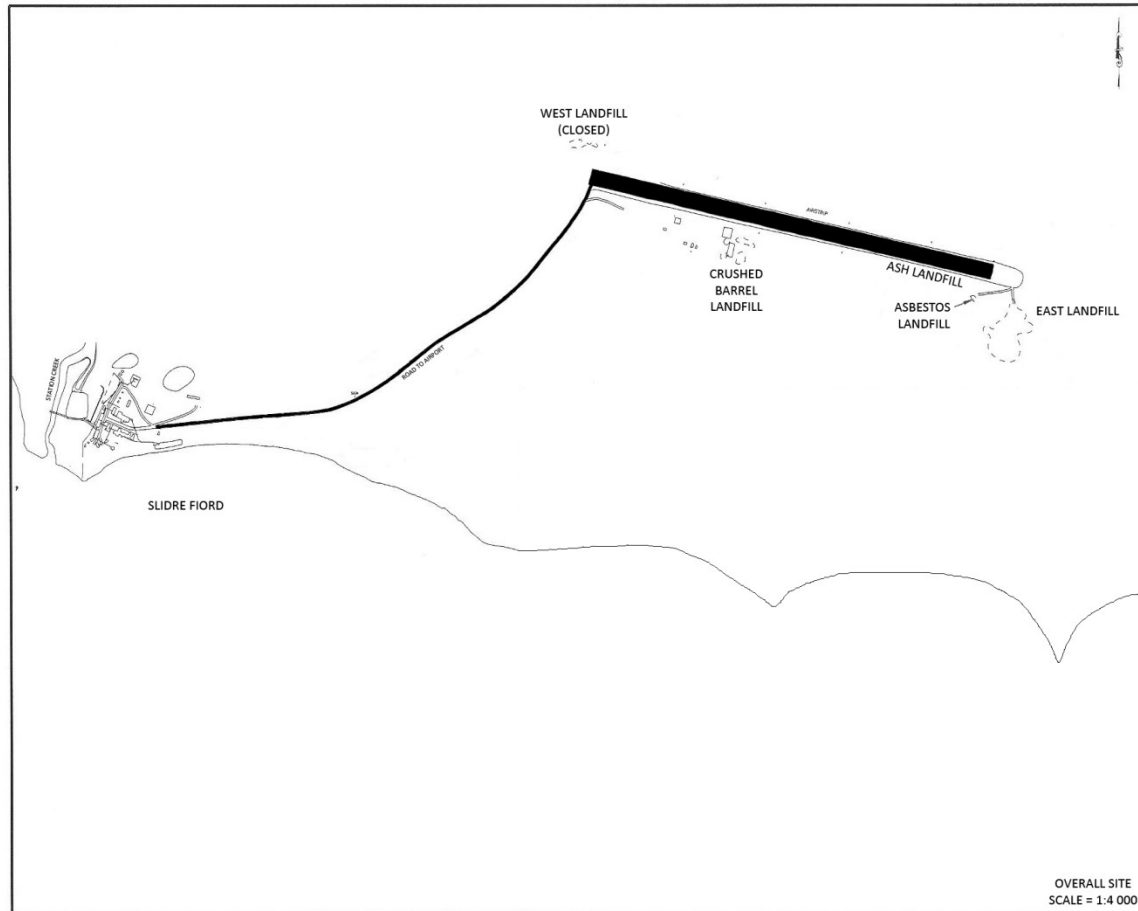 WEST LANDFILL
(CLOSED)
AIRSTRIP
ASH LANDFILL
CRUSHED
BARREL
LANDFILL
ASBESTOS
LANDFILL
EAST LANDFILL
ROAD TO AIRPORT
STATION CREEK
SLIDRE FIORD
OVERALL SITE
SCALE = 1:4 000